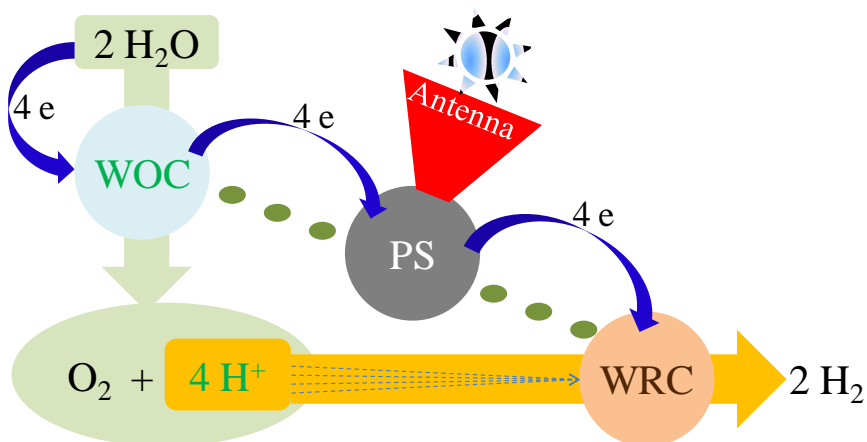 2 H₂O
4 e
WOC
4 e
Antenna
PS
4 e
O₂ + 4 H⁺
WRC
2 H₂